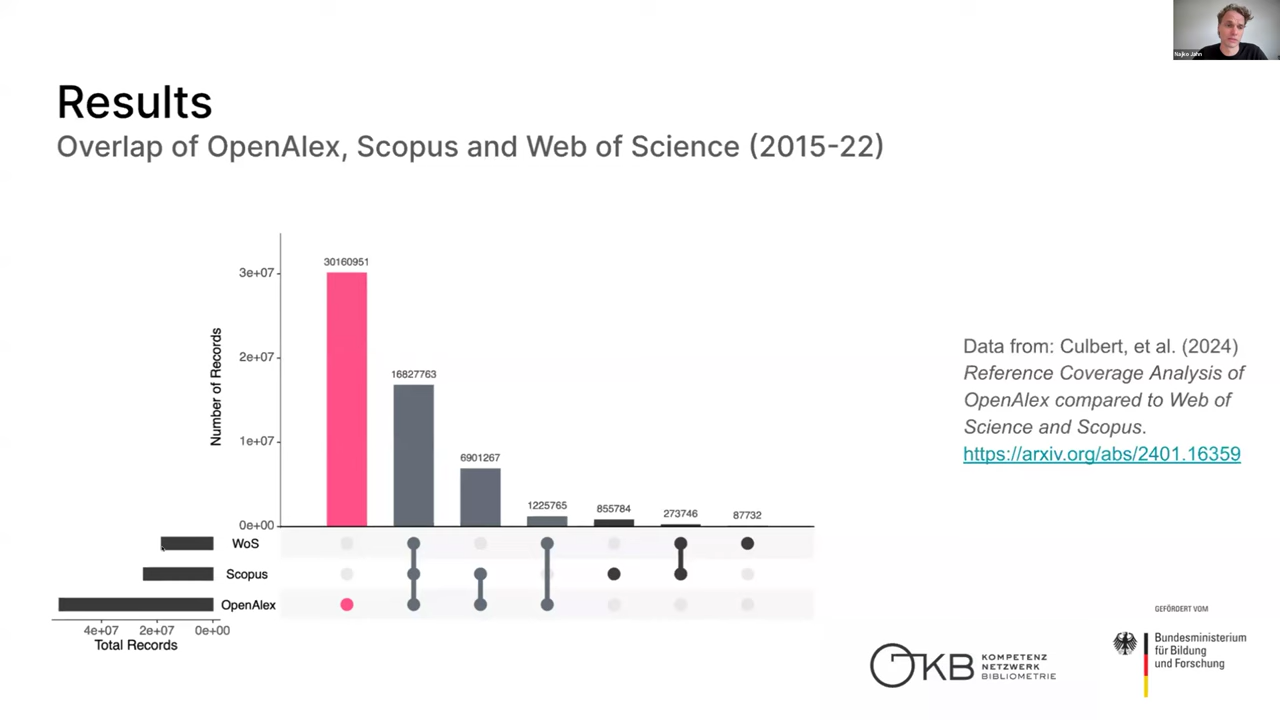 Najko Jahn
Results
Overlap of OpenAlex, Scopus and Web of Science (2015-22)
30160951
3e+07
16827763
2e+07
Number of Records
6901267
1e+07
1225765
855784
273746
87732
0e+00
WoS
Scopus
OpenAlex
4e+07 2e+07 0e+00
Total Records
Data from: Culbert, et al. (2024)
Reference Coverage Analysis of
OpenAlex compared to Web of
Science and Scopus.
https://arxiv.org/abs/2401.16359
KB KOMPETENZ
NETZWERK
BIBLIOMETRIE
GEFÖRDERT VOM
Bundesministerium
für Bildung
und Forschung